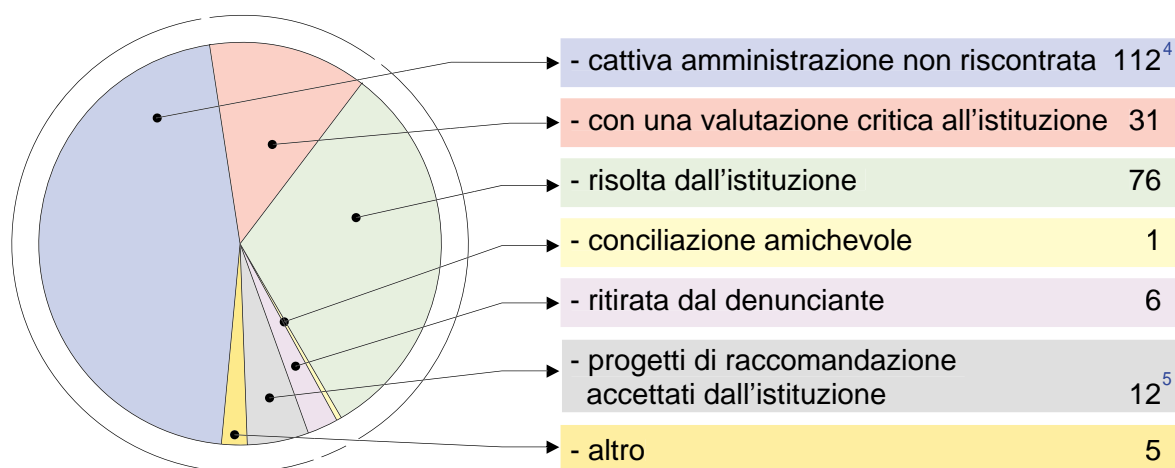 - cattiva amministrazione non riscontrata 112⁴
- con una valutazione critica all'istituzione 31
- risolta dall'istituzione 76
- conciliazione amichevole 1
- ritirata dal denunciante 6
- progetti di raccomandazione
accettati dall'istituzione 12⁵
- altro 5